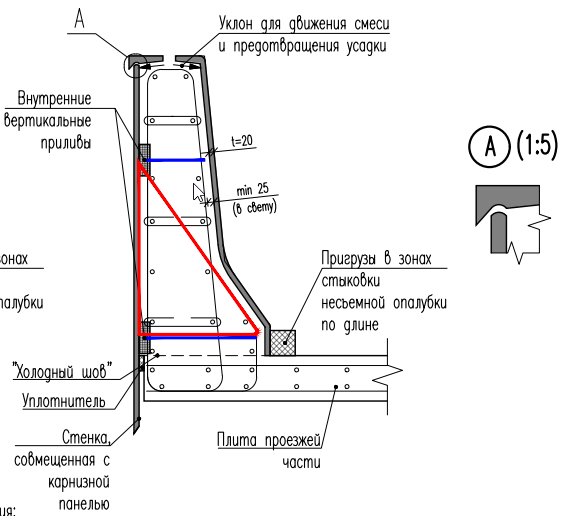 А
Уклон для движения смеси
и предотвращения усадки
Внутренние
вертикальные
приливы
t=20
А (1:5)
min 25
(в свету)
онах
опалубки
Пригрузы в зонах
стыковки
несъемной опалубки
по длине
"Холодный шов"
Уплотнитель
Стенка,
совмещенная с
карнизной
панелью
Плита проезжей
части
ия: